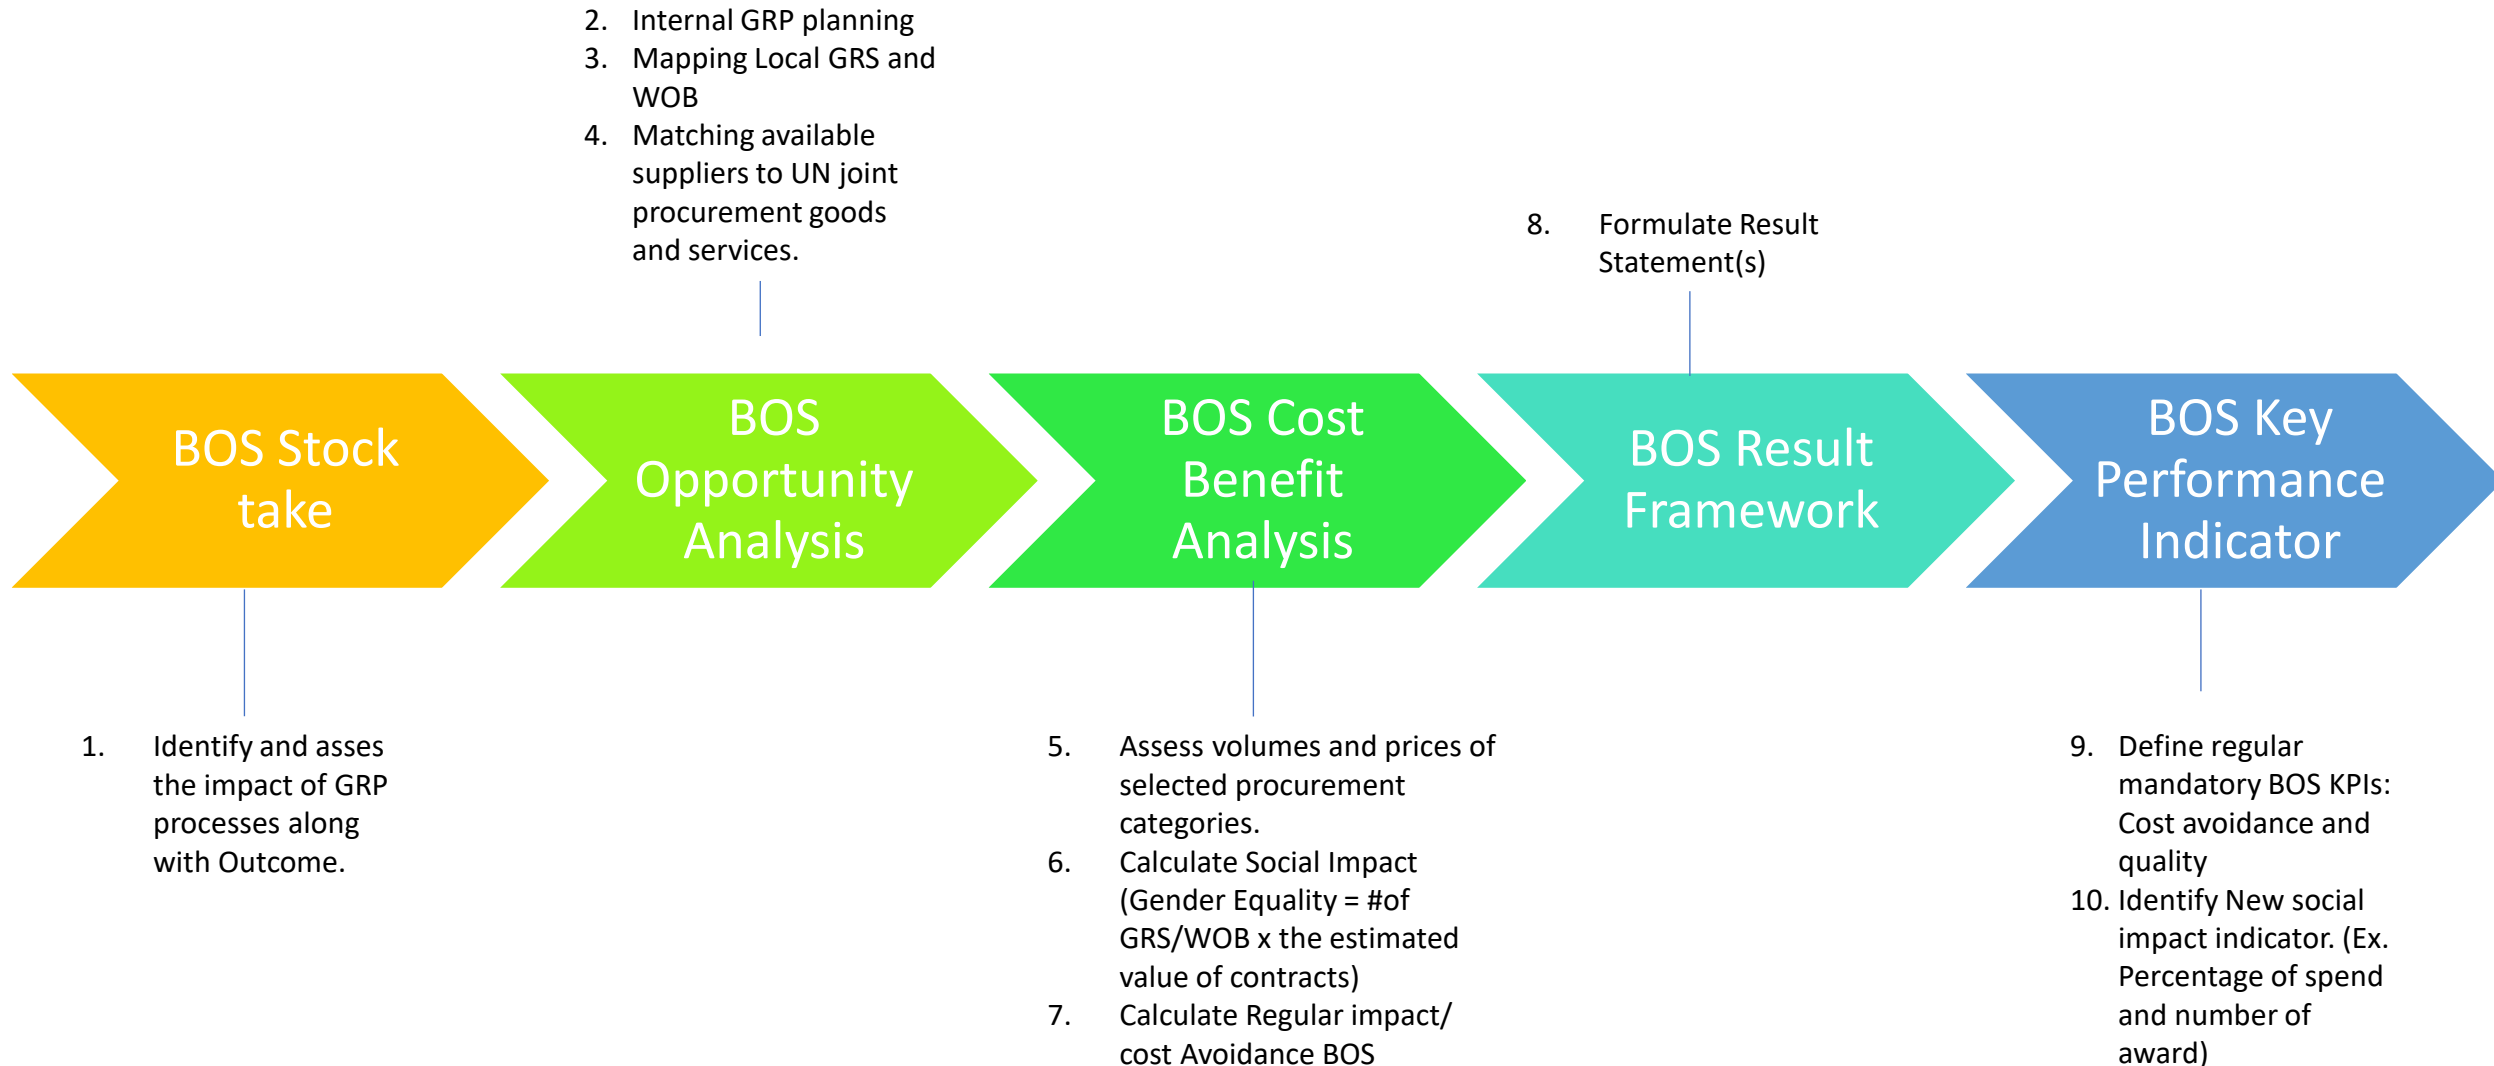 2. Internal GRP planning
3. Mapping Local GRS and
WOB
4. Matching available
suppliers to UN joint
procurement goods
and services.
8. Formulate Result
Statement(s)
BOS Stock
take
BOS
Opportunity
Analysis
BOS Cost
Benefit
Analysis
BOS Result
Framework
BOS Key
Performance
Indicator
1. Identify and asses
the impact of GRP
processes along
with Outcome.
5. Assess volumes and prices of
selected procurement
categories.
6. Calculate Social Impact
(Gender Equality = #of
GRS/WOB x the estimated
value of contracts)
7. Calculate Regular impact/
cost Avoidance BOS
9. Define regular
mandatory BOS KPIs:
Cost avoidance and
quality
10. Identify New social
impact indicator. (Ex.
Percentage of spend
and number of
award)